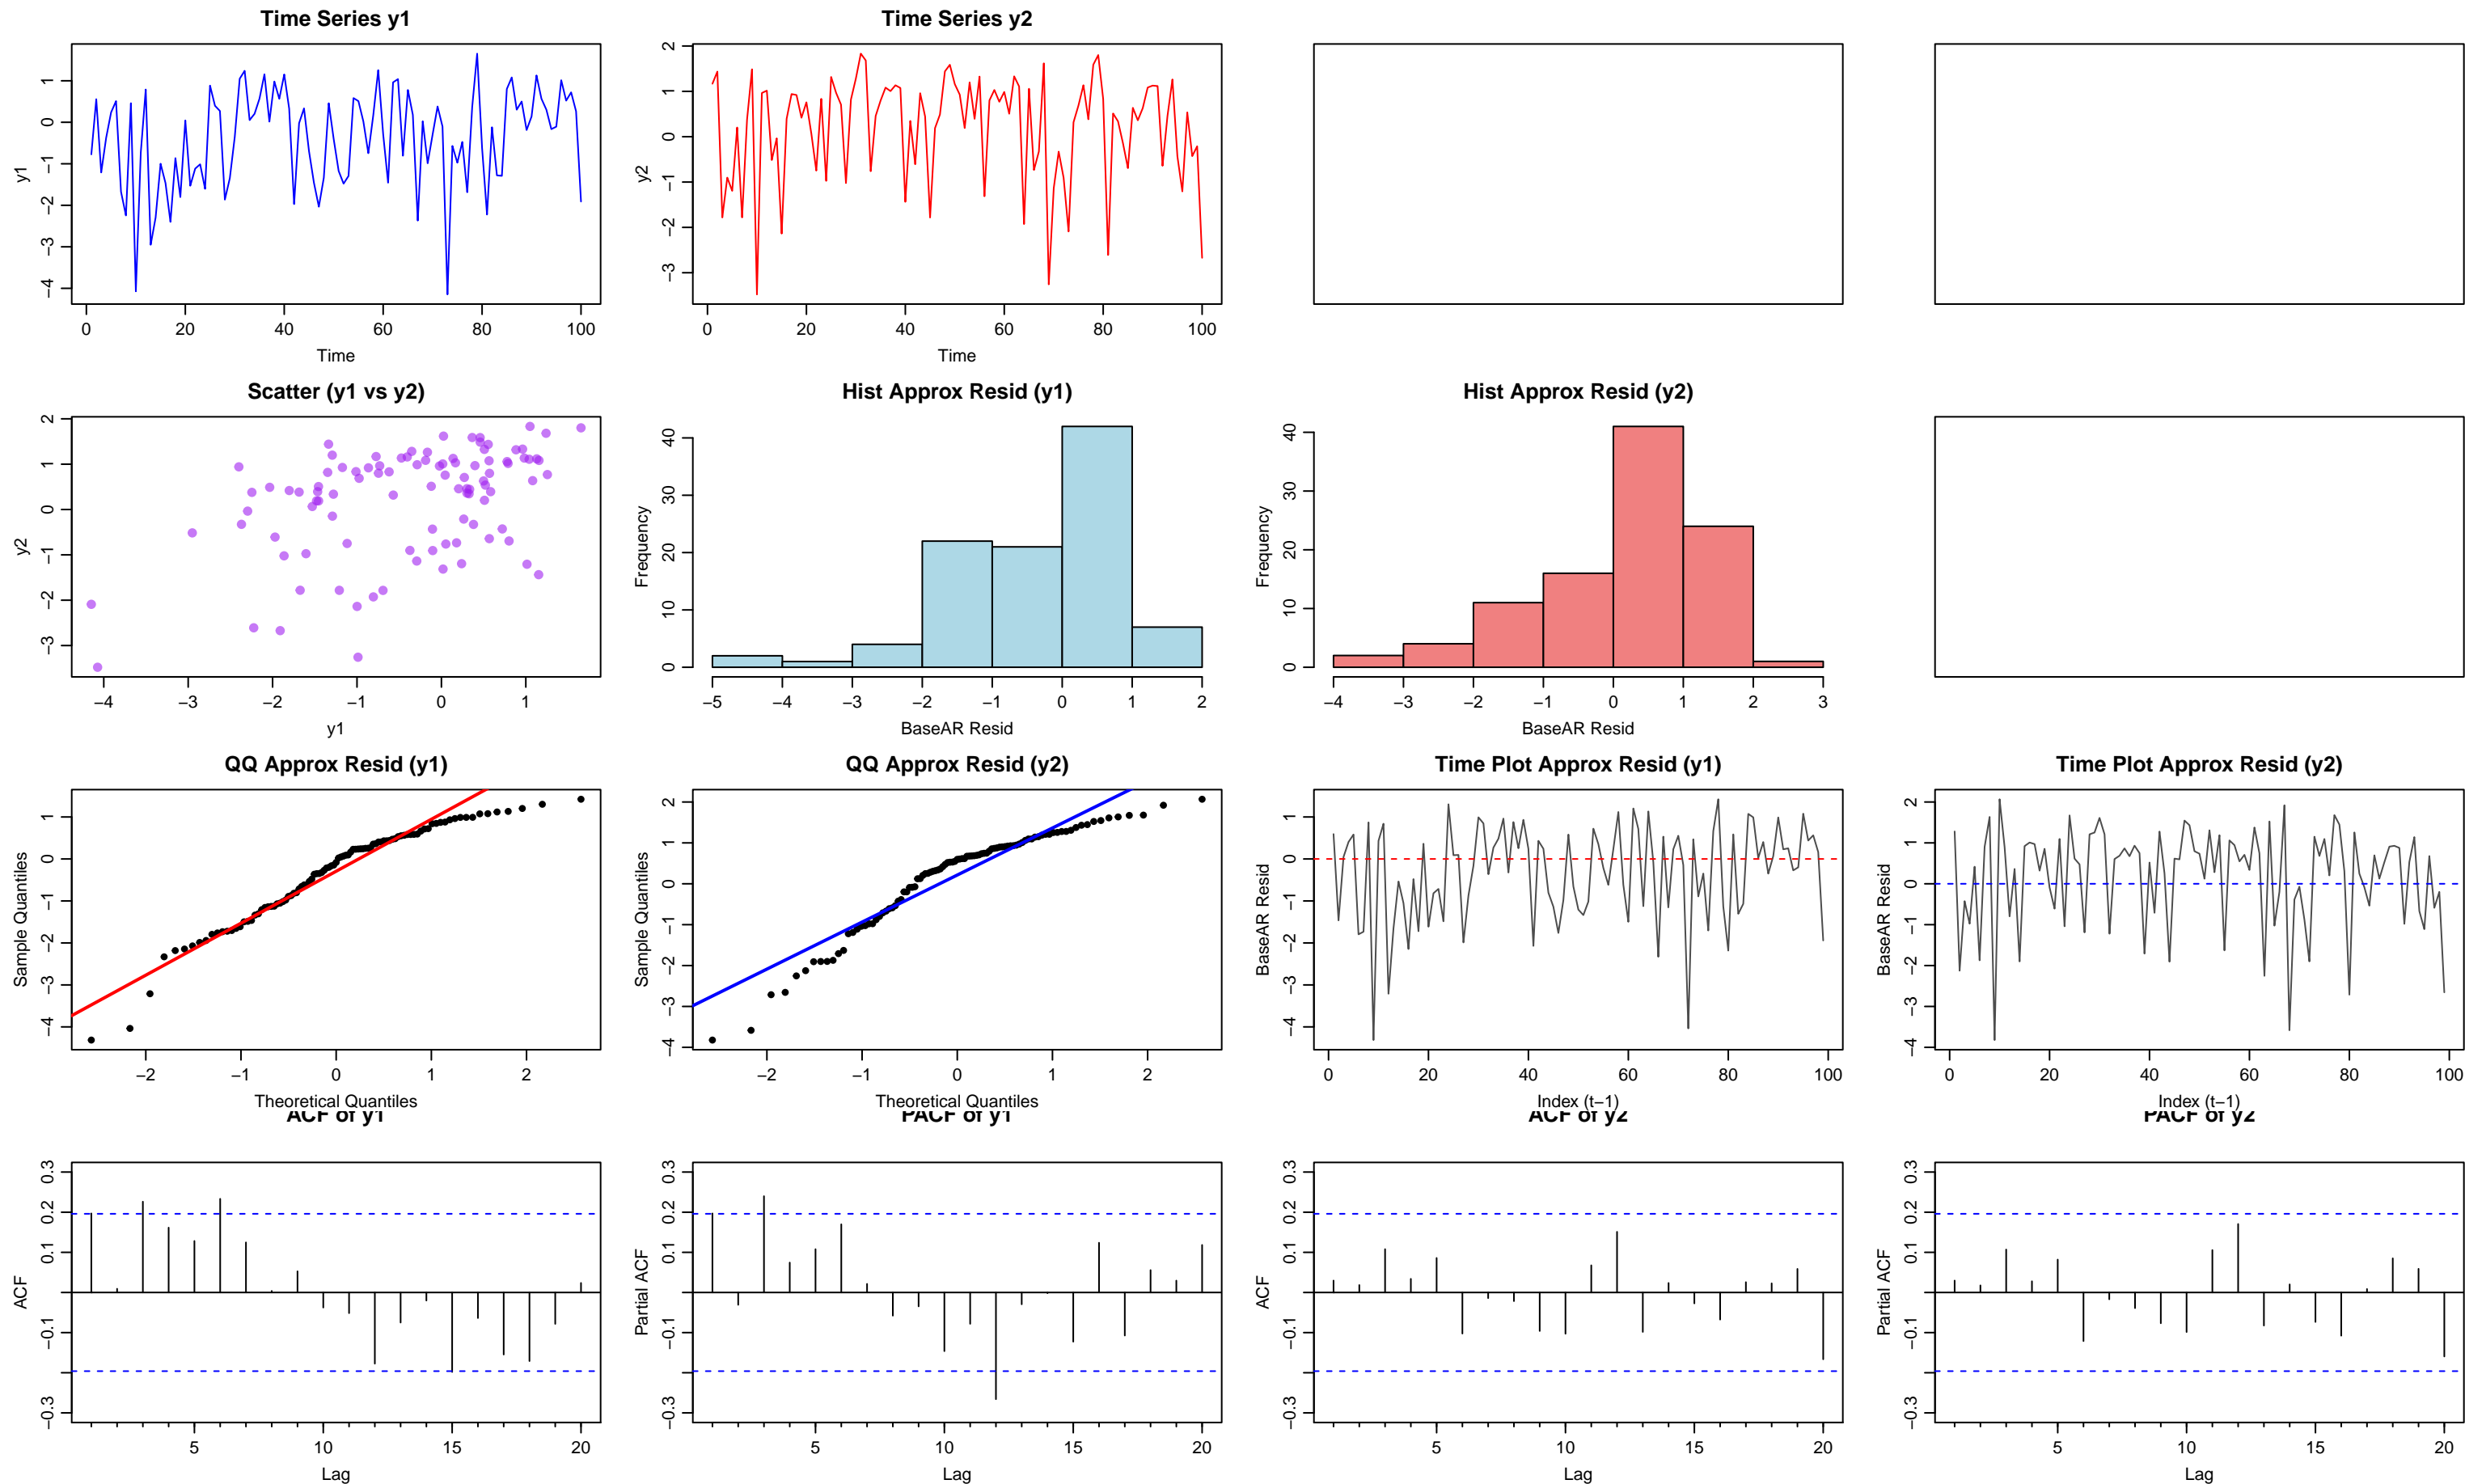 Time Series y1
Time Series y2
y1
1
0
−1
−2
−3
−4
0 20 40 60 80 100
Time
y2
2
1
0
−1
−2
−3
0 20 40 60 80 100
Time
Scatter (y1 vs y2)
Hist Approx Resid (y1)
Hist Approx Resid (y2)
y2
2
1
0
−1
−2
−3
−4 −3 −2 −1 0 1
y1
Frequency
40
30
20
10
0
−5 −4 −3 −2 −1 0 1 2
BaseAR Resid
Frequency
40
30
20
10
0
−4 −3 −2 −1 0 1 2 3
BaseAR Resid
QQ Approx Resid (y1)
QQ Approx Resid (y2)
Time Plot Approx Resid (y1)
Time Plot Approx Resid (y2)
Sample Quantiles
1
0
−1
−2
−3
−4
−2 −1 0 1 2
Theoretical Quantiles
Sample Quantiles
2
1
0
−1
−2
−3
−4
−2 −1 0 1 2
Theoretical Quantiles
BaseAR Resid
1
0
−1
−2
−3
−4
0 20 40 60 80 100
Index (t−1)
BaseAR Resid
2
1
0
−1
−2
−3
−4
0 20 40 60 80 100
Index (t−1)
ACF of y1
PACF of y1
ACF of y2
PACF of y2
ACF
0.3
0.2
0.1
−0.1
−0.3
5 10 15 20
Lag
Partial ACF
0.3
0.2
0.1
−0.1
−0.3
5 10 15 20
Lag
ACF
0.3
0.2
0.1
−0.1
−0.3
5 10 15 20
Lag
Partial ACF
0.3
0.2
0.1
−0.1
−0.3
5 10 15 20
Lag